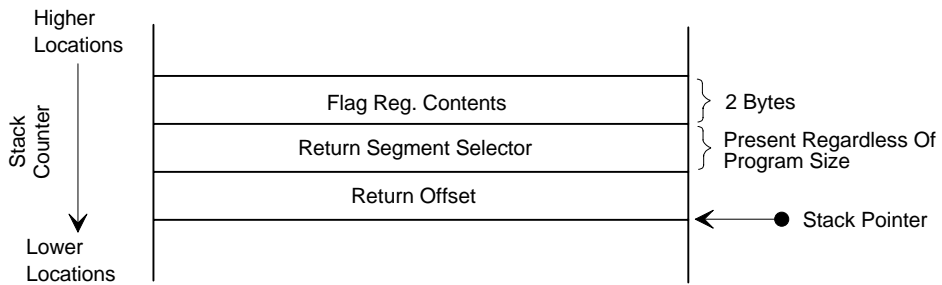 Higher
Locations
Stack
Counter
Lower
Locations
Flag Reg. Contents
Return Segment Selector
Return Offset
2 Bytes
Present Regardless Of
Program Size
Stack Pointer